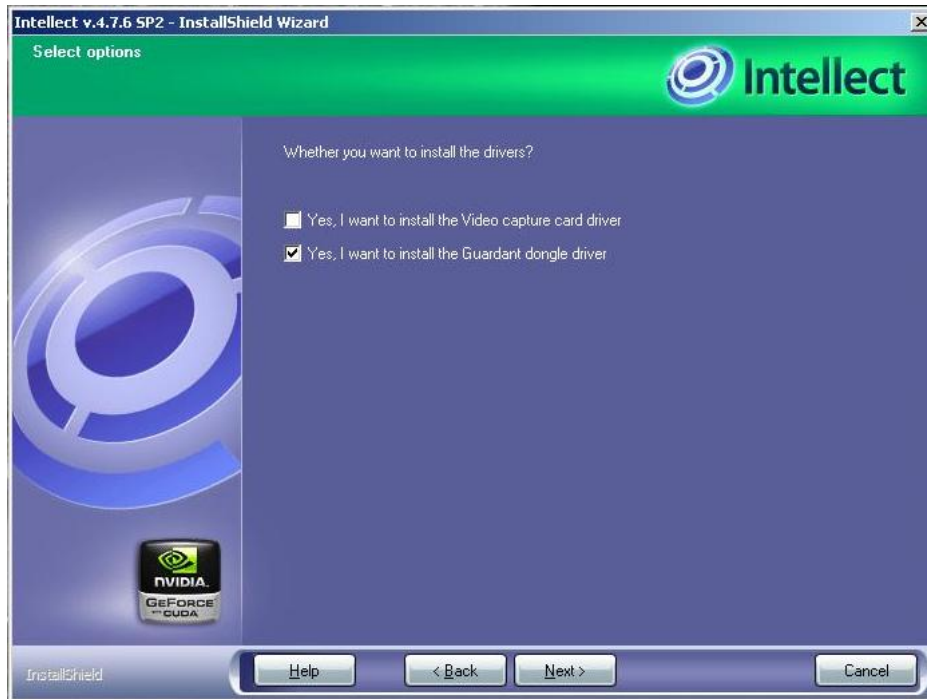 Intellect v.4.7.6 SP2 - InstallShield Wizard
Select options
Intellect
Whether you want to install the drivers?
Yes, I want to install the Video capture card driver
Yes, I want to install the Guardant dongle driver
NVIDIA.
GEFORCE
WITH CUDA
InstallShield
Help
< Back
Next >
Cancel